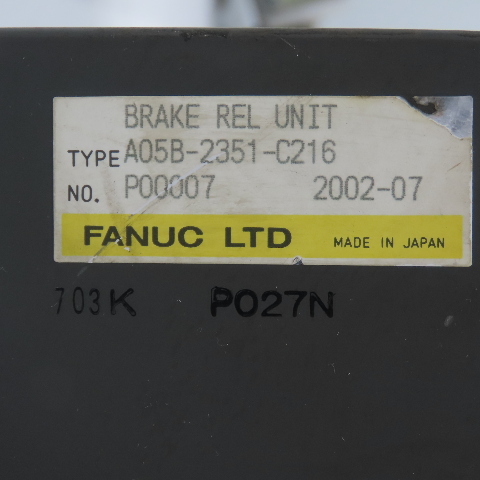 BRAKE REL UNIT
TYPE A05B-2351-C216
NO. P00007 2002-07
FANUC LTD MADE IN JAPAN
703K P027N